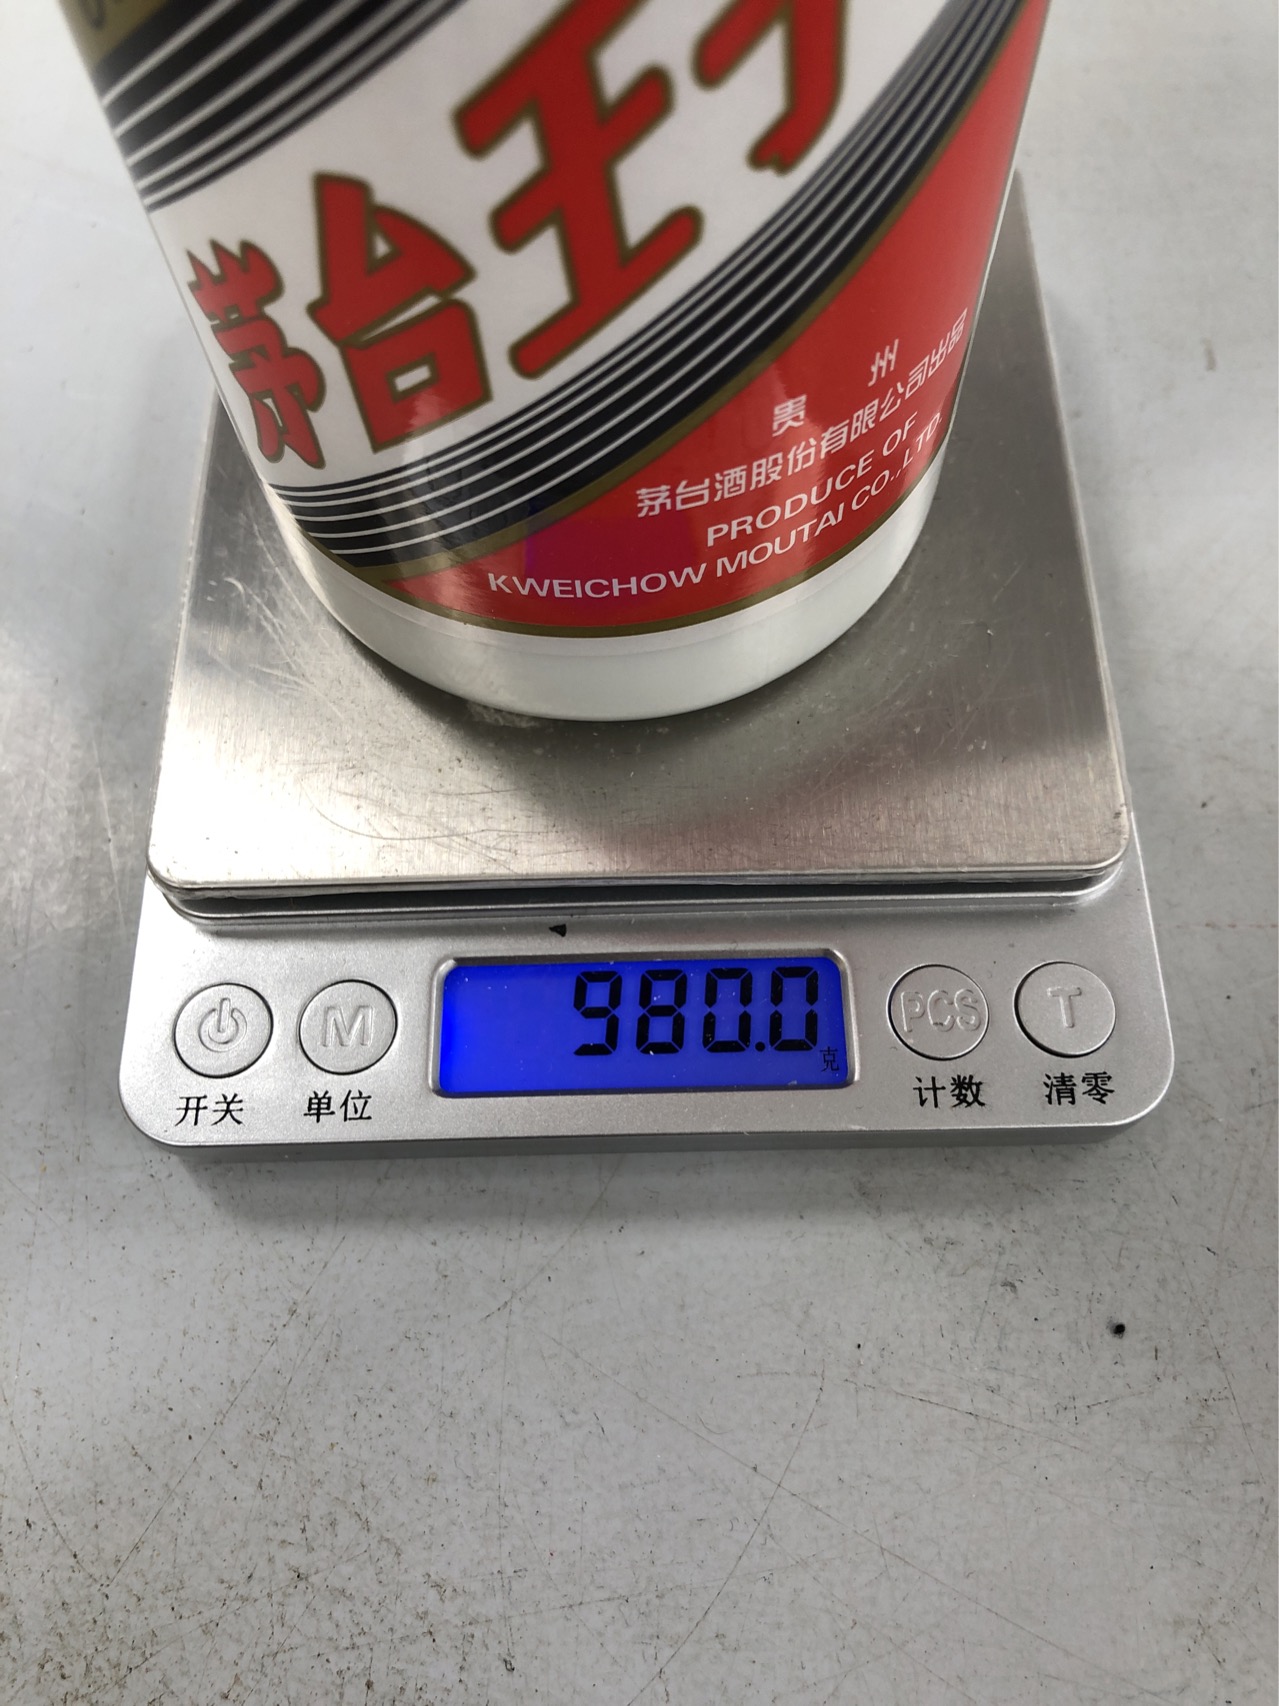 茅台王子
贵 州
茅台酒股份有限公司出品
PRODUCE OF
KWEICHOW MOUTAI CO.,LTD.
980.0
克
M
PCS
T
开关
单位
计数
清零